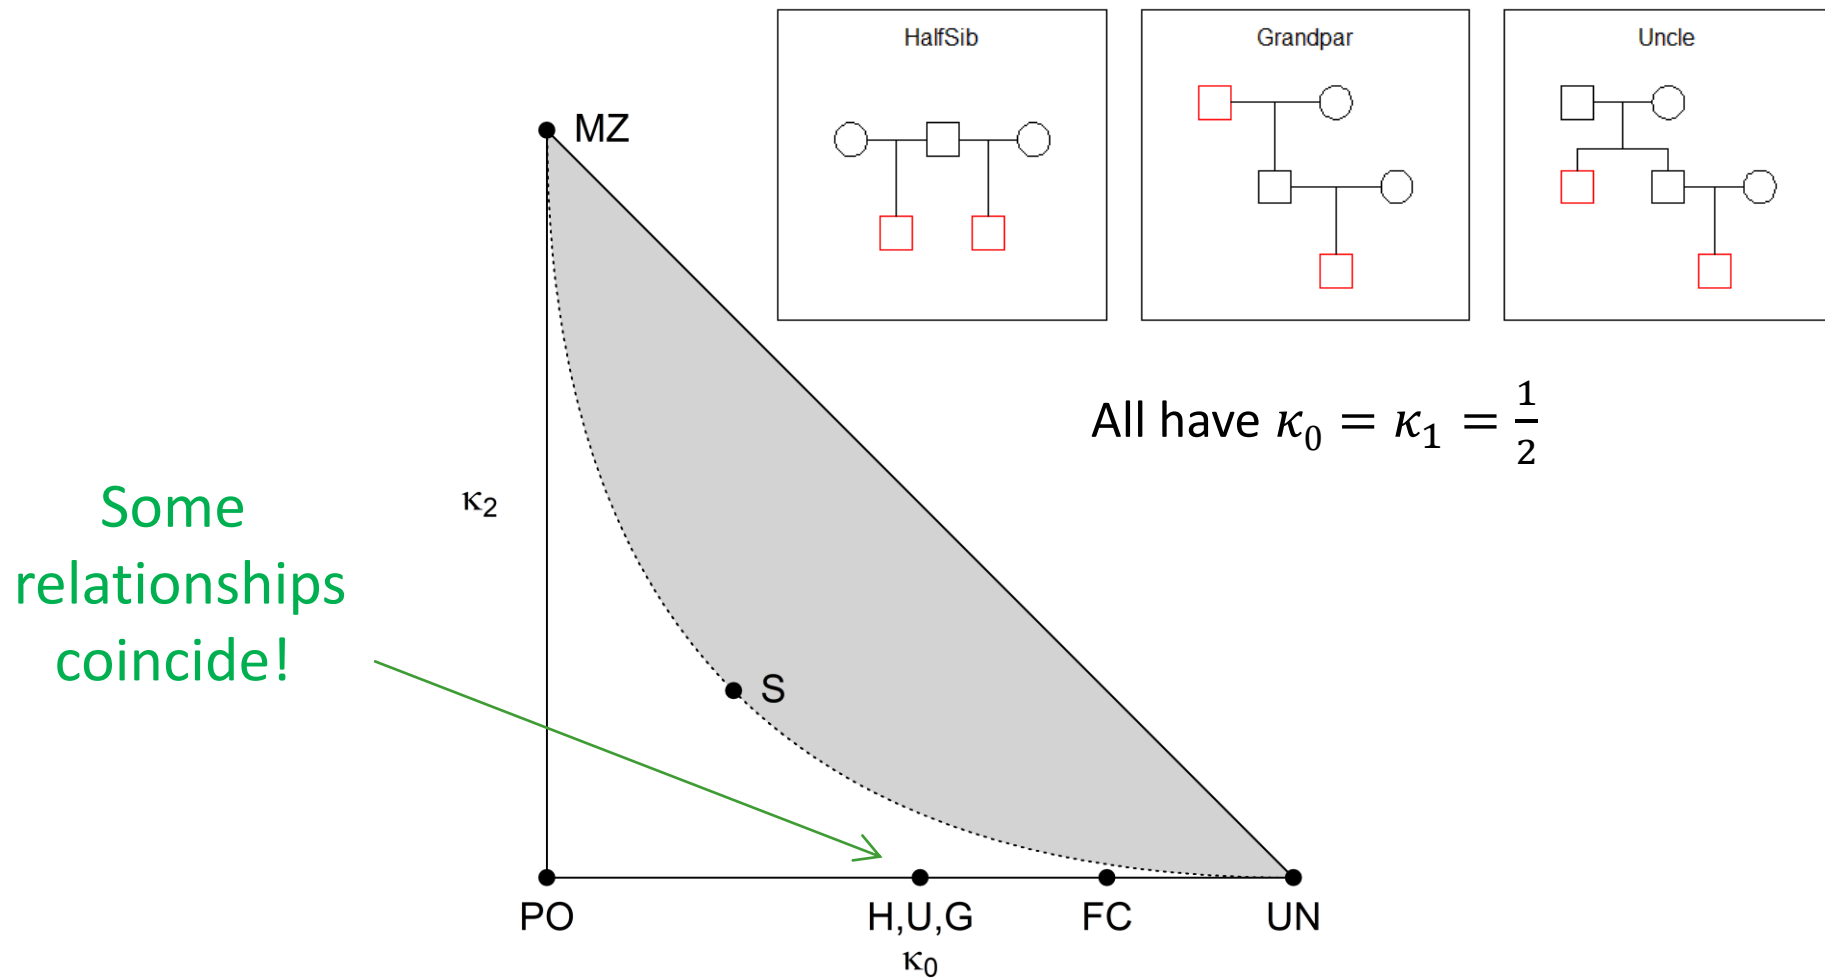 HalfSib
Grandpar
Uncle
MZ
All have κ₀ = κ₁ = 1/2
Some
relationships
coincide!
κ₂
S
PO
H,U,G
FC
UN
κ₀